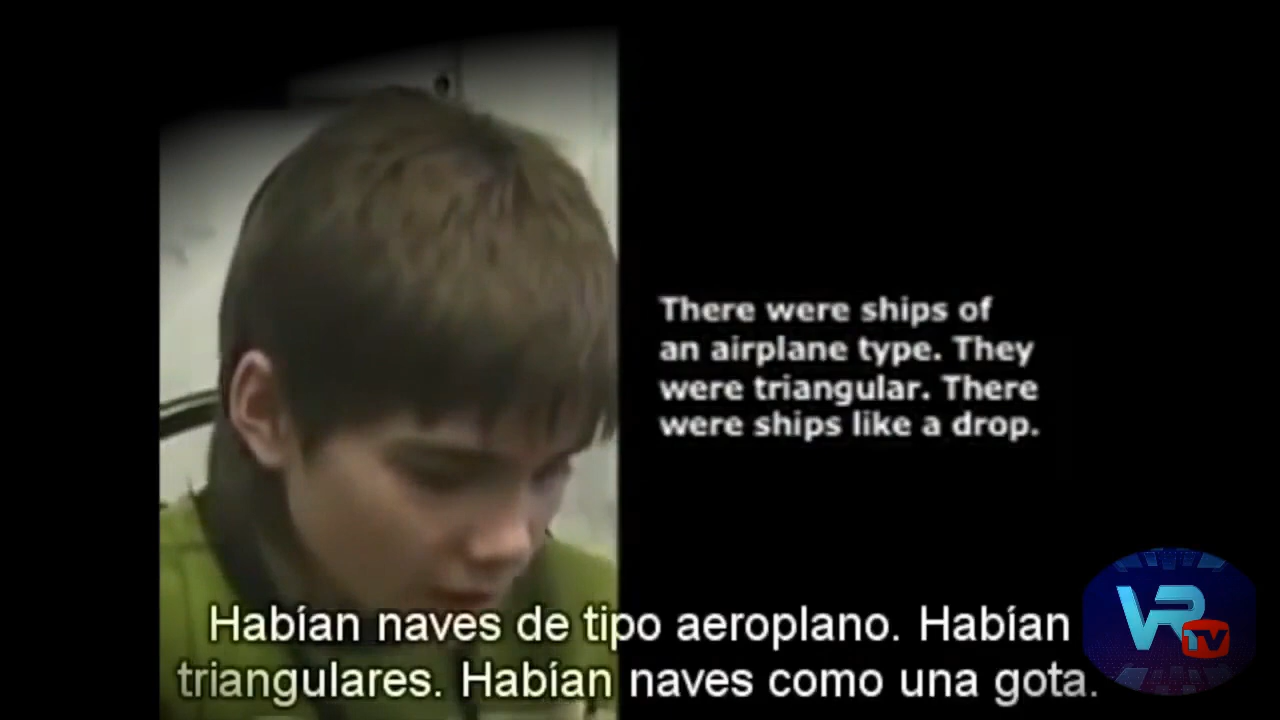 There were ships of
an airplane type. They
were triangular. There
were ships like a drop.
Habían naves de tipo aeroplano. Habían
triangulares. Habían naves como una gota.
VR
TV